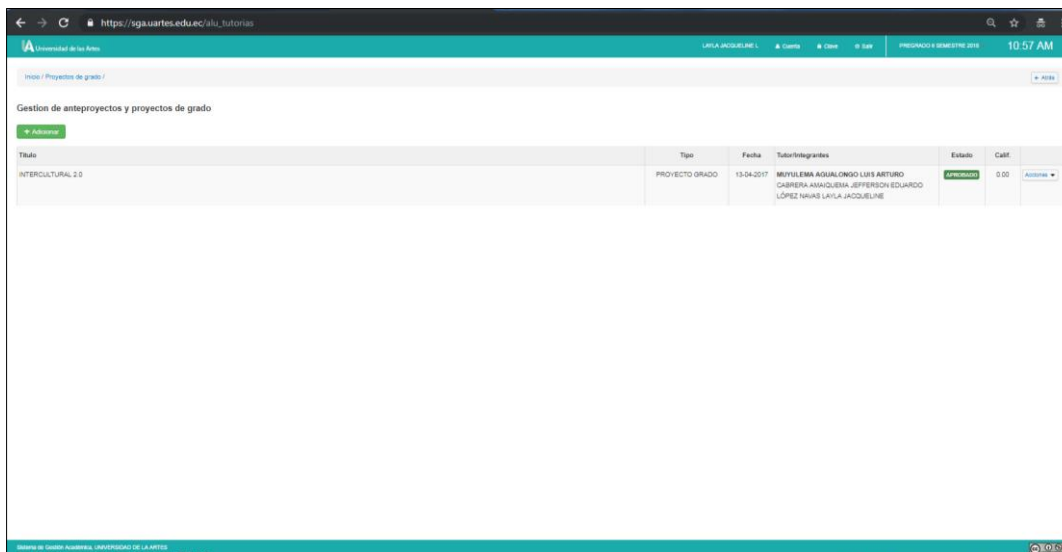 https://sga.uartes.edu.ec/alu_tutorias
Universidad de las Artes
LAYLA JACQUELINE L. Cuenta Clave Salir PREGRADO II SEMESTRE 2018 10:57 AM
Inicio / Proyectos de grado / Atrás
Gestion de anteproyectos y proyectos de grado
+ Adicionar
Título Tipo Fecha Tutor/Integrantes Estado Calif.
INTERCULTURAL 2.0 PROYECTO GRADO 13-04-2017 MUYULEMA AGUALONGO LUIS ARTURO APROBADO 0.00 Acciones
CABRERA AMAIQUEMA JEFFERSON EDUARDO
LÓPEZ NAVAS LAYLA JACQUELINE
Sistema de Gestión Académica, UNIVERSIDAD DE LA ARTES